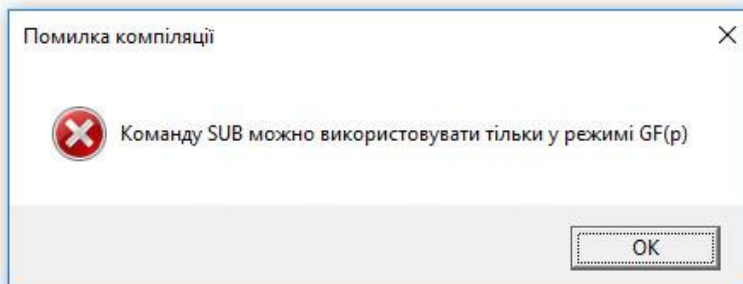 Помилка компіляції
Команду SUB можно використовувати тільки у режимі GF(p)
OK